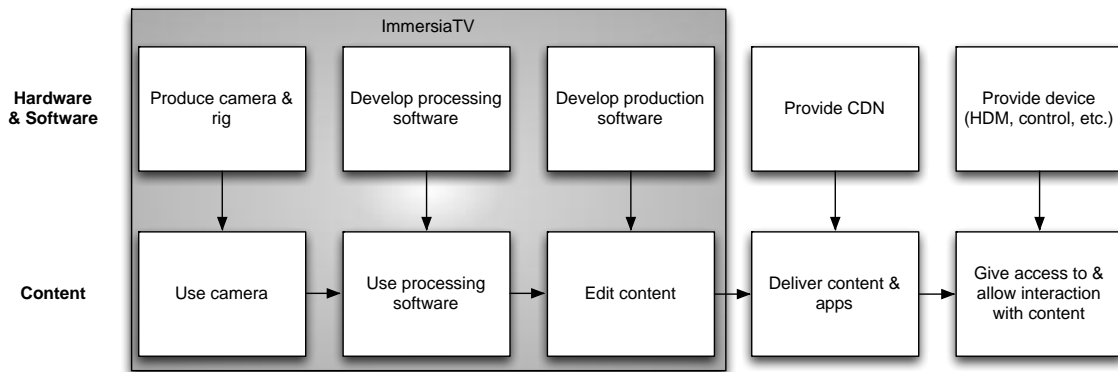 ImmersiaTV
Hardware
& Software
Produce camera &
rig
Develop processing
software
Develop production
software
Provide CDN
Provide device
(HDM, control, etc.)
Content
Use camera
Use processing
software
Edit content
Deliver content &
apps
Give access to &
allow interaction
with content